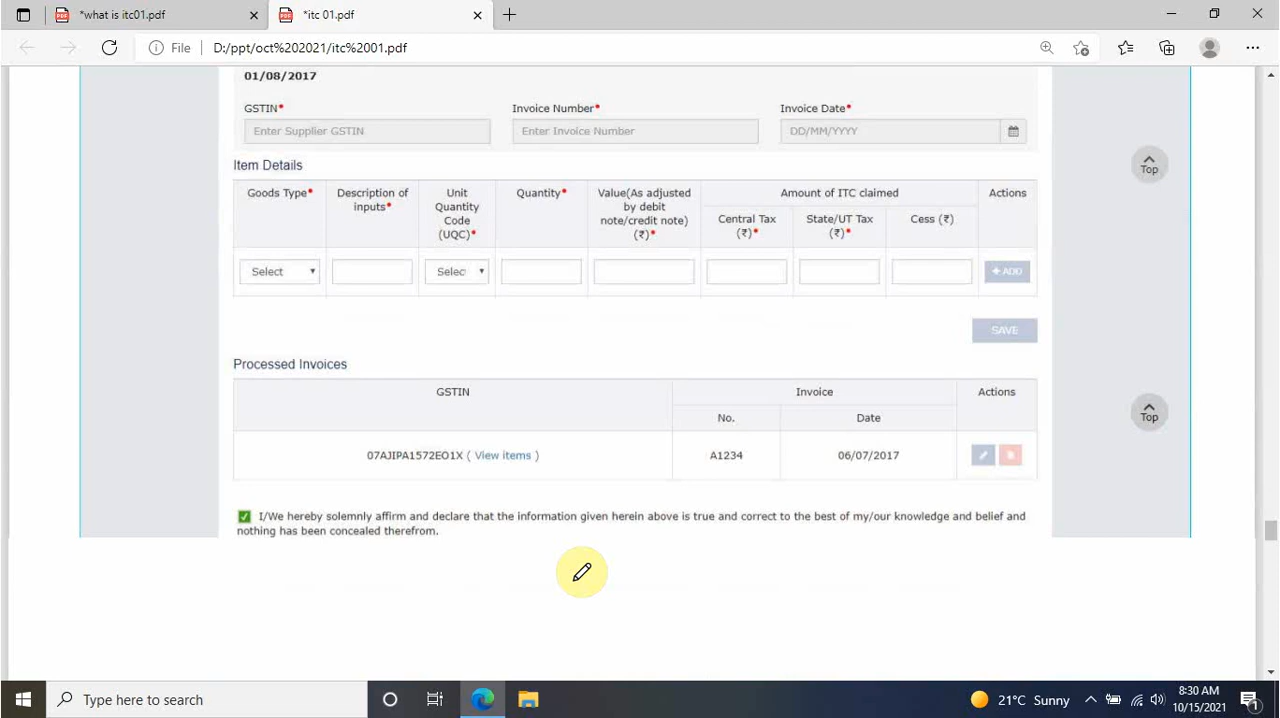 *what is itc01.pdf
*itc 01.pdf
File
D:/ppt/oct%202021/itc%2001.pdf
01/08/2017
GSTIN*
Invoice Number*
Invoice Date*
Enter Supplier GSTIN
Enter Invoice Number
DD/MM/YYYY
Item Details
Top
Goods Type*
Description of inputs*
Unit Quantity Code (UQC)*
Quantity*
Value(As adjusted by debit note/credit note) (₹)*
Amount of ITC claimed
Central Tax (₹)*
State/UT Tax (₹)*
Cess (₹)
Actions
Select
Selec
+ ADD
SAVE
Processed Invoices
GSTIN
Invoice
Actions
No.
Date
Top
07AJIPA1572EO1X ( View items )
A1234
06/07/2017
I/We hereby solemnly affirm and declare that the information given herein above is true and correct to the best of my/our knowledge and belief and
nothing has been concealed therefrom.
Type here to search
21°C Sunny
8:30 AM
10/15/2021
1